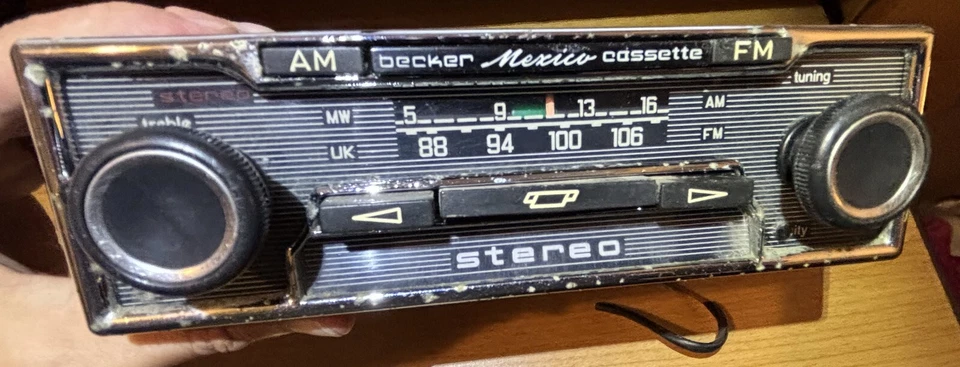 AM becker Mexico cassette FM
tuning
stereo
treble
MW 5 9 13 16 AM
UK 88 94 100 106 FM
stereo